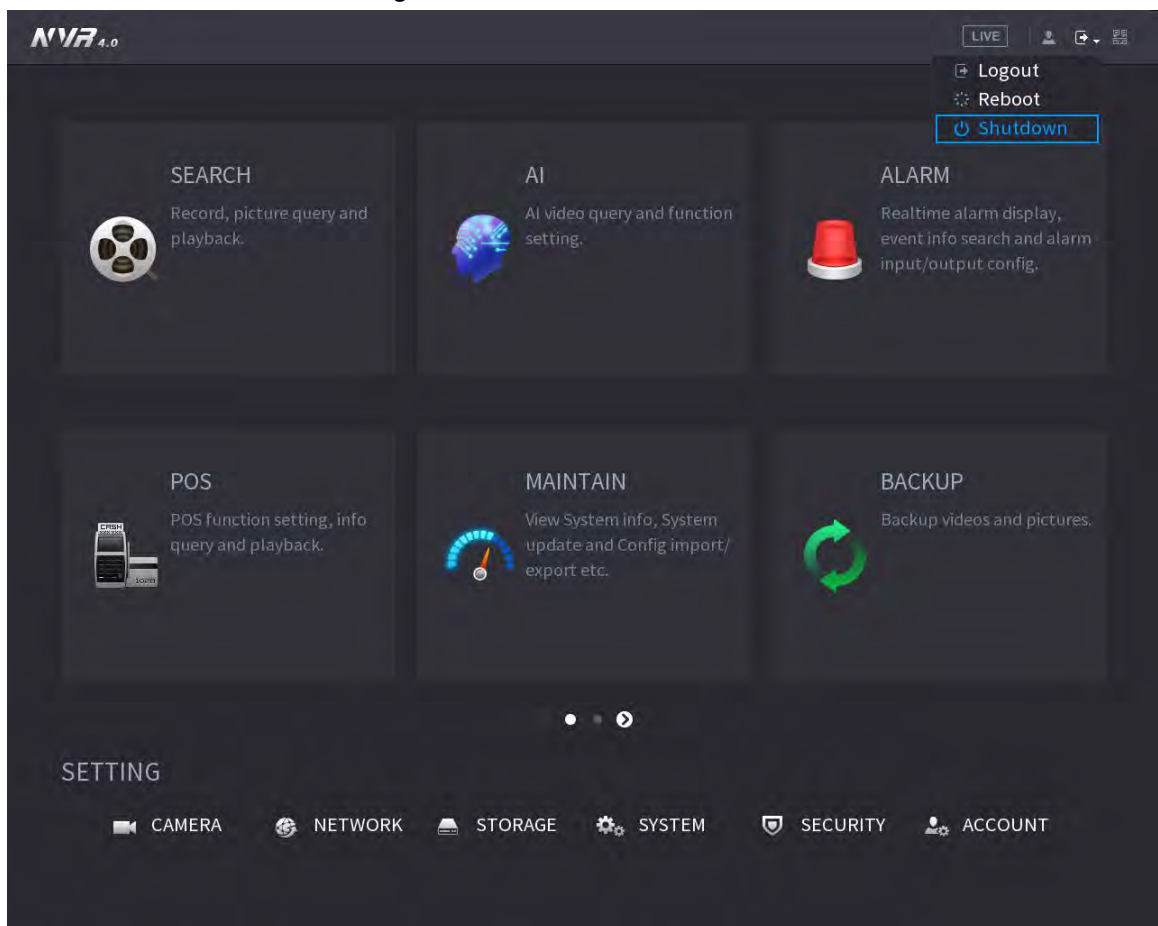 NVR 4.0
LIVE
Logout
Reboot
Shutdown
SEARCH
Record, picture query and
playback.
AI
AI video query and function
setting.
ALARM
Realtime alarm display,
event info search and alarm
input/output config.
POS
POS function setting, info
query and playback.
CASH
MAINTAIN
View System info, System
update and Config import/
export etc.
BACKUP
Backup videos and pictures.
SETTING
CAMERA
NETWORK
STORAGE
SYSTEM
SECURITY
ACCOUNT